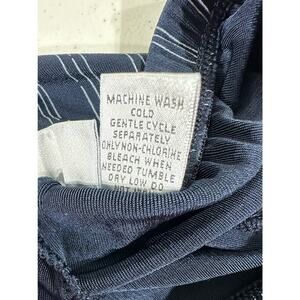 MACHINE WASH
COLD
GENTLE CYCLE
SEPARATELY
ONLY NON-CHLORINE
BLEACH WHEN
NEEDED TUMBLE
DRY LOW DO